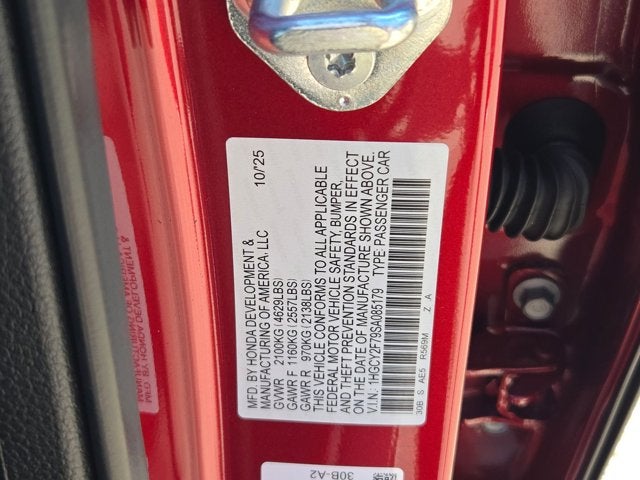 MFD. BY HONDA DEVELOPMENT & 10/'25
MANUFACTURING OF AMERICA, LLC
GVWR 2100KG(4629LBS)
GAWR F 1160KG(2557LBS)
GAWR R 970KG(2138LBS)
THIS VEHICLE CONFORMS TO ALL APPLICABLE
FEDERAL MOTOR VEHICLE SAFETY, BUMPER,
AND THEFT PREVENTION STANDARDS IN EFFECT
ON THE DATE OF MANUFACTURE SHOWN ABOVE.
V.I.N.: 1HGCY2F79SA085179 TYPE:PASSENGER CAR
30B S AE5 R569M Z A
30B-A2